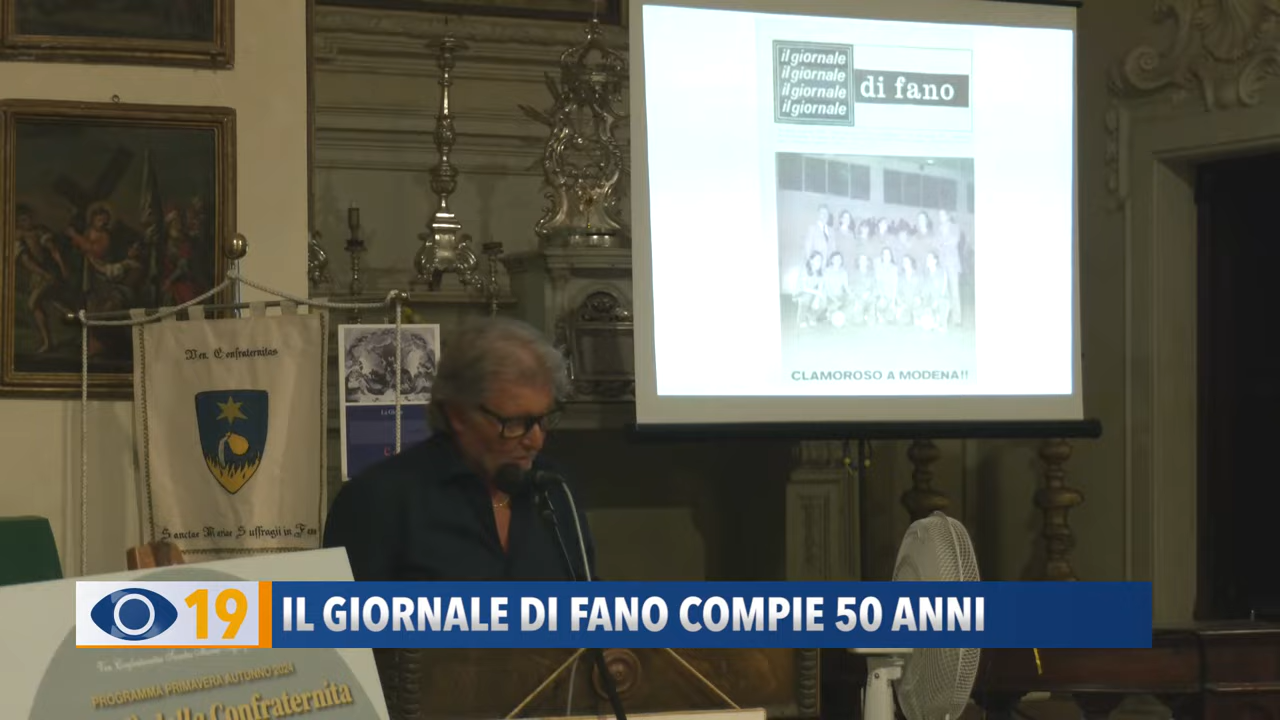 il giornale
il giornale
il giornale
il giornale
di fano
CLAMOROSO A MODENA!!
Ven. Confraternitas
Sanctae Mariae Suffragii in Fano
19
IL GIORNALE DI FANO COMPIE 50 ANNI
PROGRAMMA PRIMAVERA AUTUNNO 2024
Confraternita